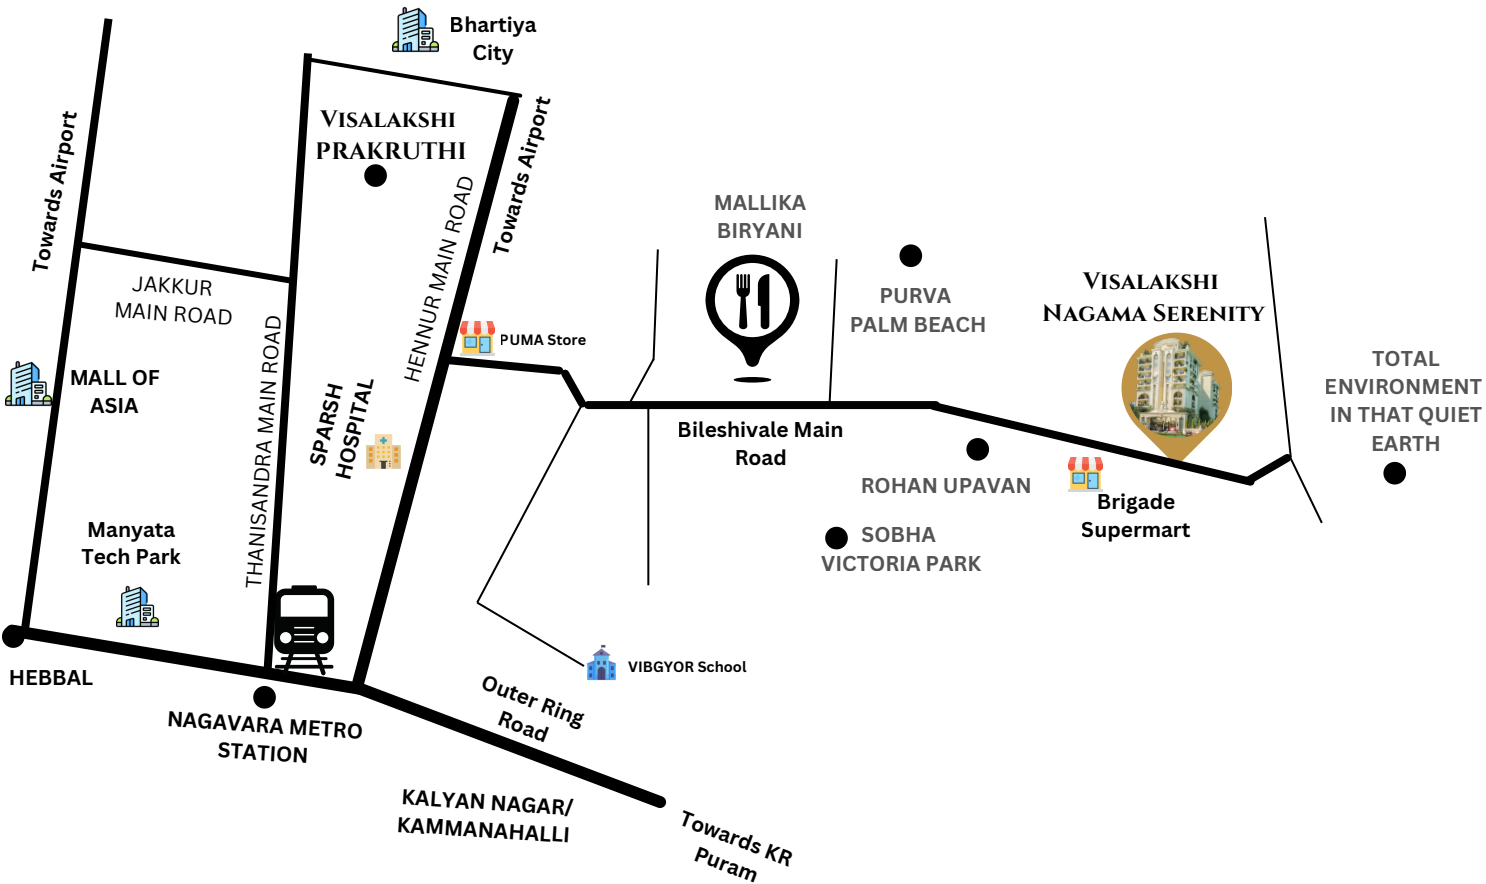 Bhartiya
City
Towards Airport
VISALAKSHI
PRAKRUTHI
Towards Airport
HENNUR MAIN ROAD
JAKKUR
MAIN ROAD
THANISANDRA MAIN ROAD
MALL OF
ASIA
SPARSH
HOSPITAL
PUMA Store
MALLIKA
BIRYANI
PURVA
PALM BEACH
VISALAKSHI
NAGAMA SERENITY
TOTAL
ENVIRONMENT
IN THAT QUIET
EARTH
Bileshivale Main
Road
ROHAN UPAVAN
Brigade
Supermart
SOBHA
VICTORIA PARK
Manyata
Tech Park
HEBBAL
NAGAVARA METRO
STATION
VIBGYOR School
Outer Ring
Road
KALYAN NAGAR/
KAMMANAHALLI
Towards KR
Puram